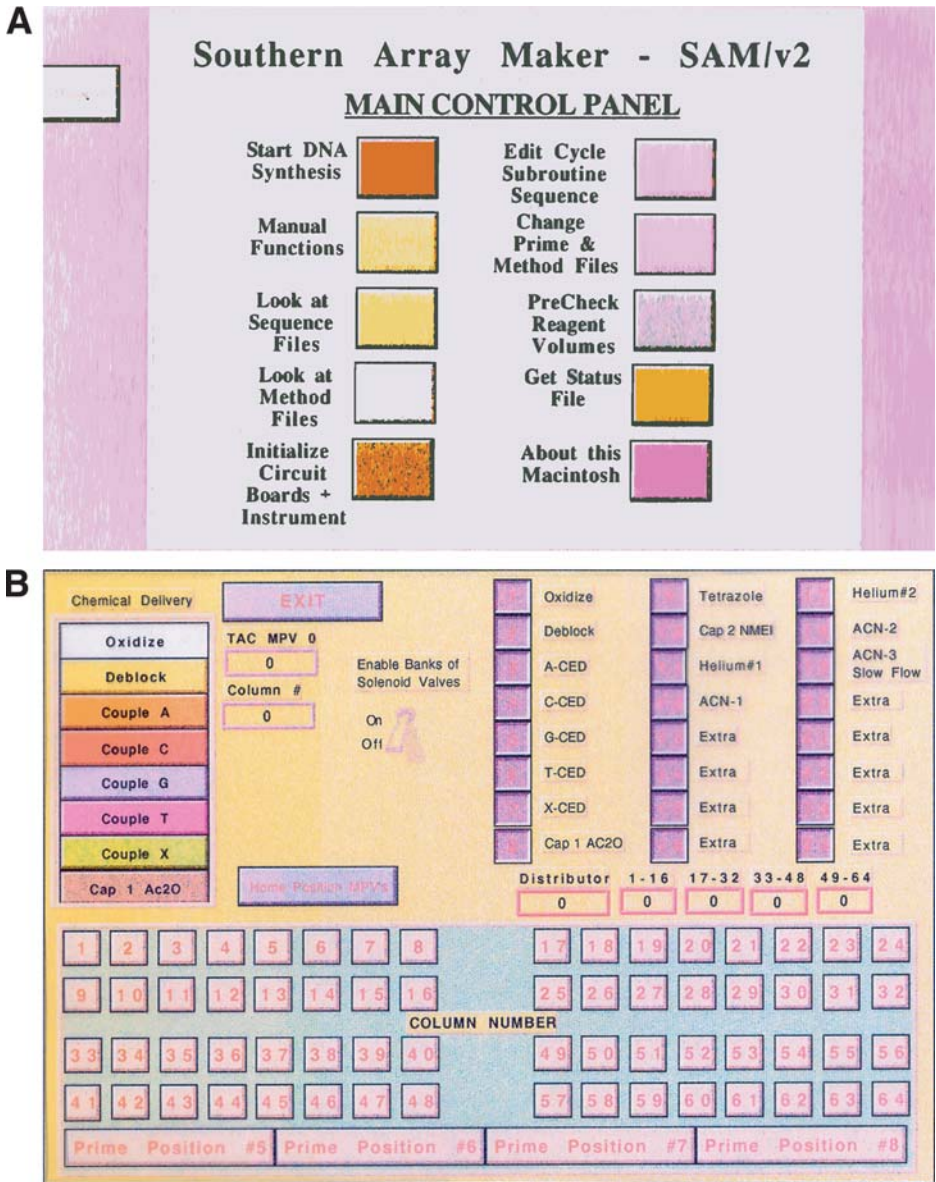 A
Southern Array Maker - SAM/v2
MAIN CONTROL PANEL
Start DNA
Synthesis
Edit Cycle
Subroutine
Sequence
Manual
Functions
Change
Prime &
Method Files
Look at
Sequence
Files
PreCheck
Reagent
Volumes
Look at
Method
Files
Get Status
File
Initialize
Circuit
Boards +
Instrument
About this
Macintosh
B
Chemical Delivery
Oxidize
Deblock
Couple A
Couple C
Couple G
Couple T
Couple X
Cap 1 Ac2O
EXIT
TAC MPV 0
0
Column #
0
Enable Banks of
Solenoid Valves
On
Off
Home Position MPV's
Oxidize
Deblock
A-CED
C-CED
G-CED
T-CED
X-CED
Cap 1 AC2O
Tetrazole
Cap 2 NMEI
Helium#1
ACN-1
Extra
Extra
Extra
Extra
Helium#2
ACN-2
ACN-3
Slow Flow
Extra
Extra
Extra
Extra
Extra
Distributor 1-16 17-32 33-48 49-64
0 0 0 0 0
1 2 3 4 5 6 7 8 17 18 19 20 21 22 23 24
9 10 11 12 13 14 15 16 25 26 27 28 29 30 31 32
COLUMN NUMBER
33 34 35 36 37 38 39 40 49 50 51 52 53 54 55 56
41 42 43 44 45 46 47 48 57 58 59 60 61 62 63 64
Prime Position #5 Prime Position #6 Prime Position #7 Prime Position #8